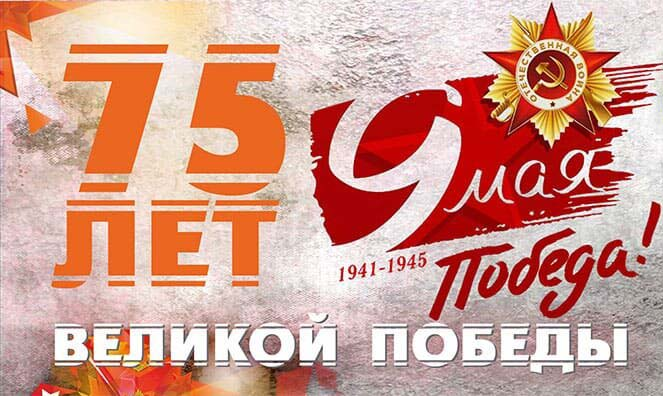 75
ЛЕТ
ОТЕЧЕСТВЕННАЯ ВОЙНА
9 мая
1941-1945
Победа!
ВЕЛИКОЙ ПОБЕДЫ